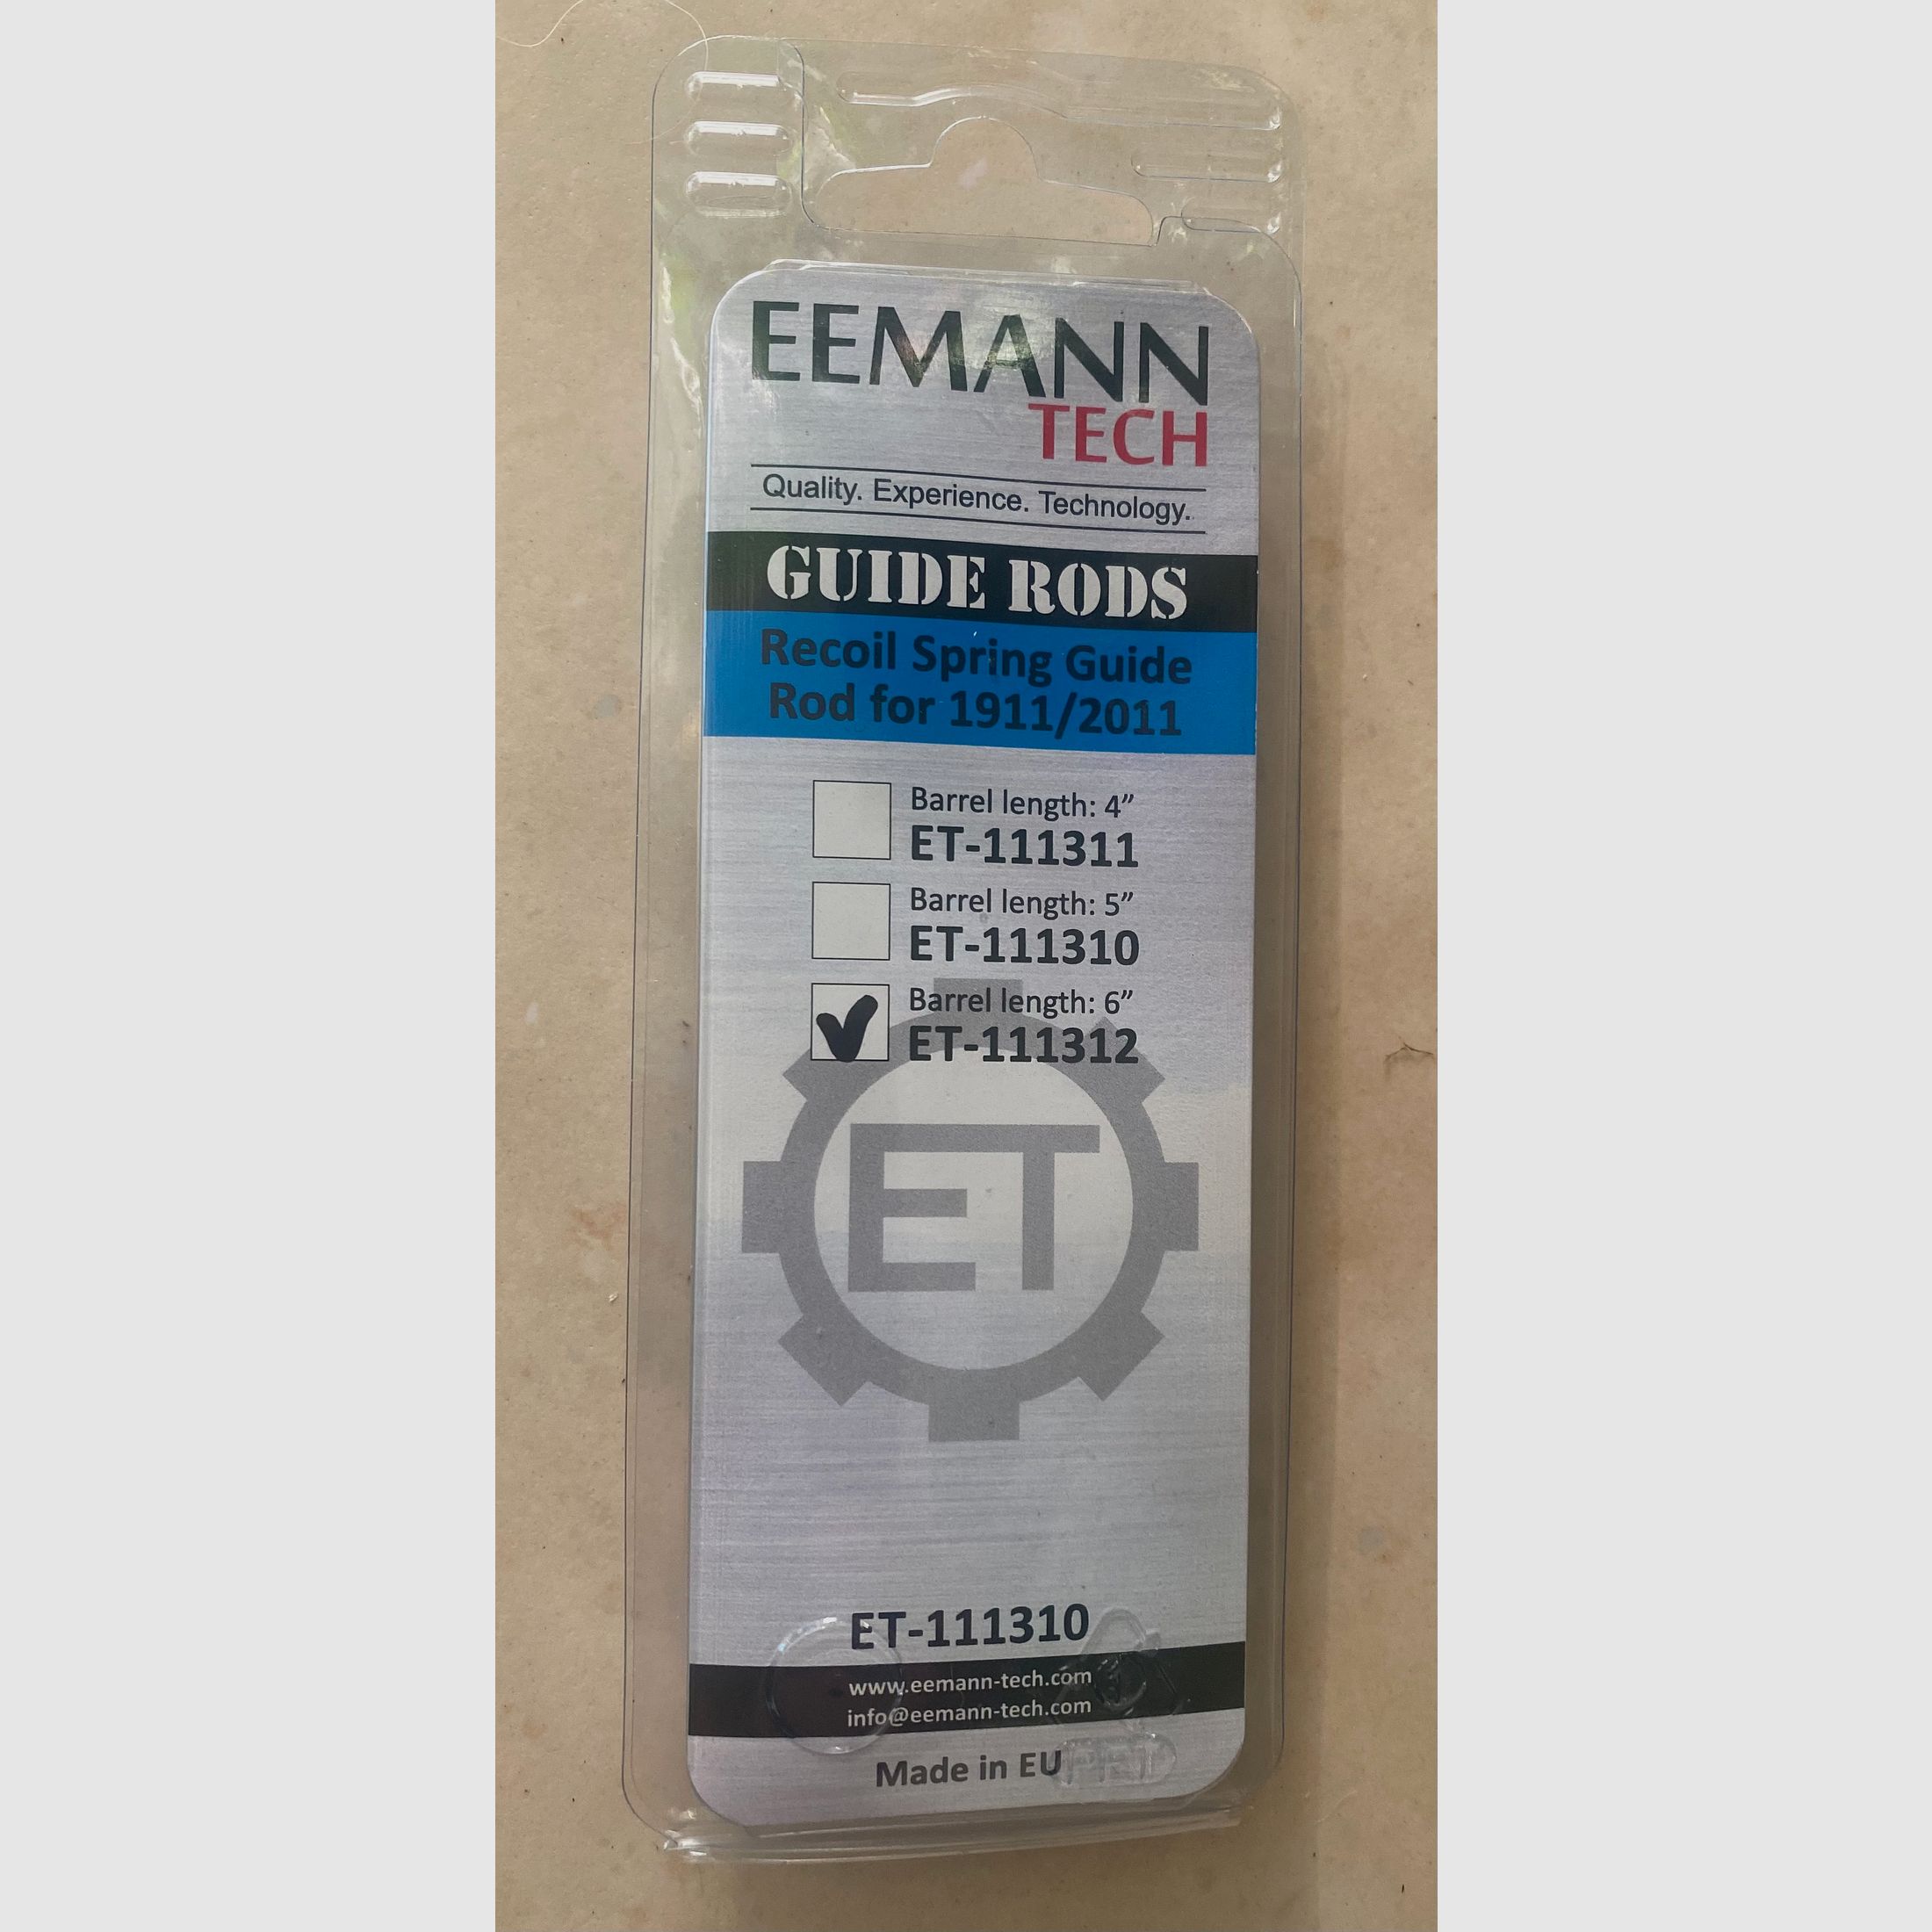 EEMANN
TECH
Quality. Experience. Technology.
GUIDE RODS
Recoil Spring Guide
Rod for 1911/2011
Barrel length: 4”
ET-111311
Barrel length: 5”
ET-111310
Barrel length: 6”
ET-111312
ET
ET-111310
www.eemann-tech.com
info@eemann-tech.com
Made in EU